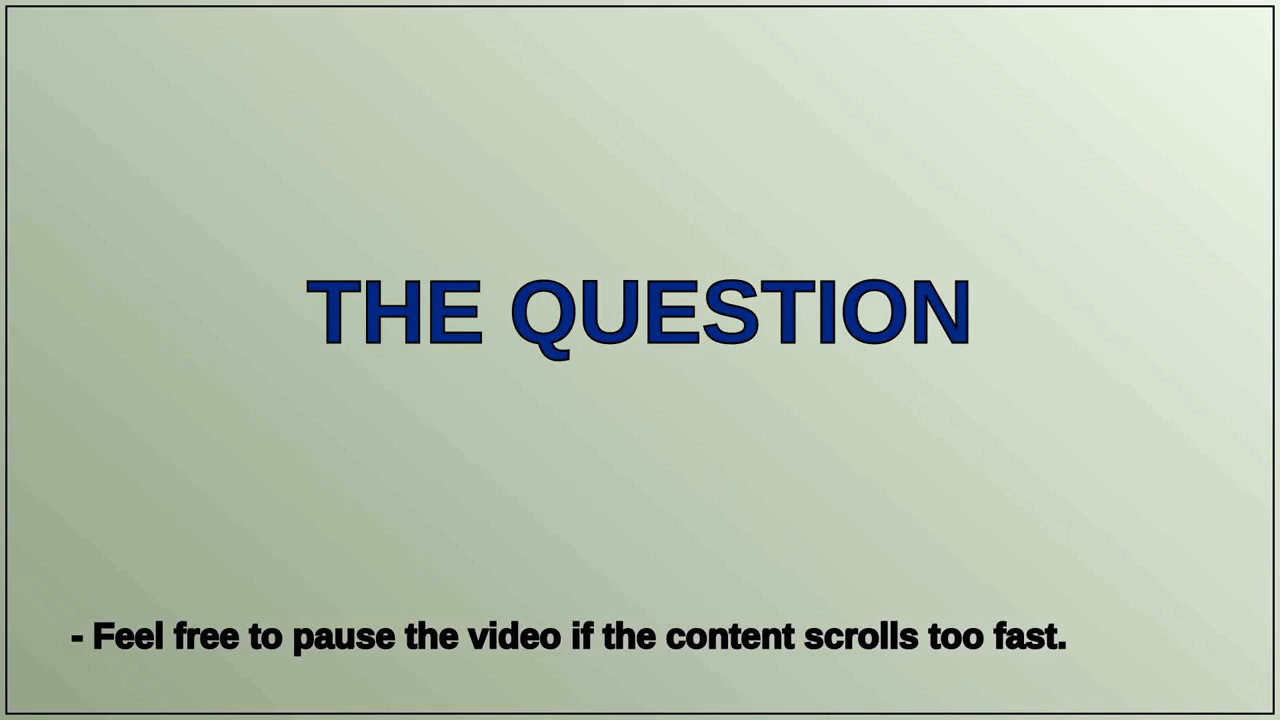 THE QUESTION
- Feel free to pause the video if the content scrolls too fast.